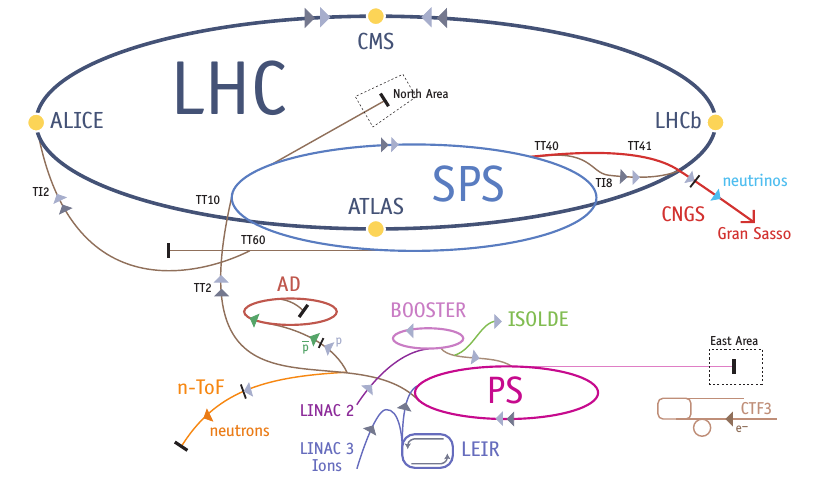 CMS
LHC
North Area
ALICE
LHCb
TT40
TT41
SPS
TI8
neutrinos
TI2
TT10
ATLAS
CNGS
Gran Sasso
TT60
TT2
AD
BOOSTER
ISOLDE
p
p̅
East Area
n-ToF
PS
LINAC 2
CTF3
neutrons
e−
LINAC 3
Ions
LEIR